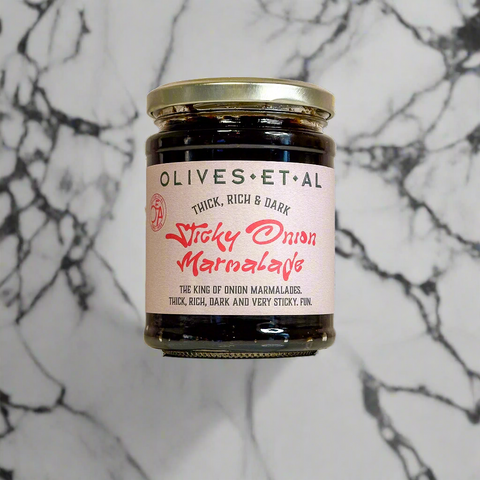 OLIVES·ET·AL
THICK, RICH & DARK
Sticky Onion
Marmalade
THE KING OF ONION MARMALADES.
THICK, RICH, DARK AND VERY STICKY. FUN.